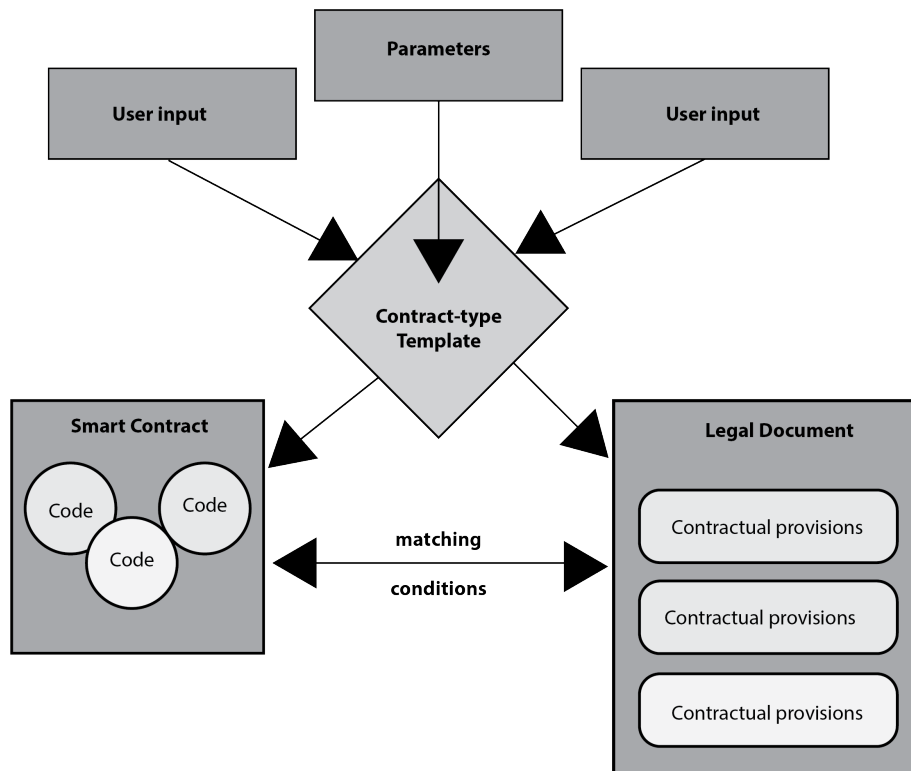 Parameters
User input
User input
Contract-type
Template
Smart Contract
Code
Code
Code
matching
conditions
Legal Document
Contractual provisions
Contractual provisions
Contractual provisions